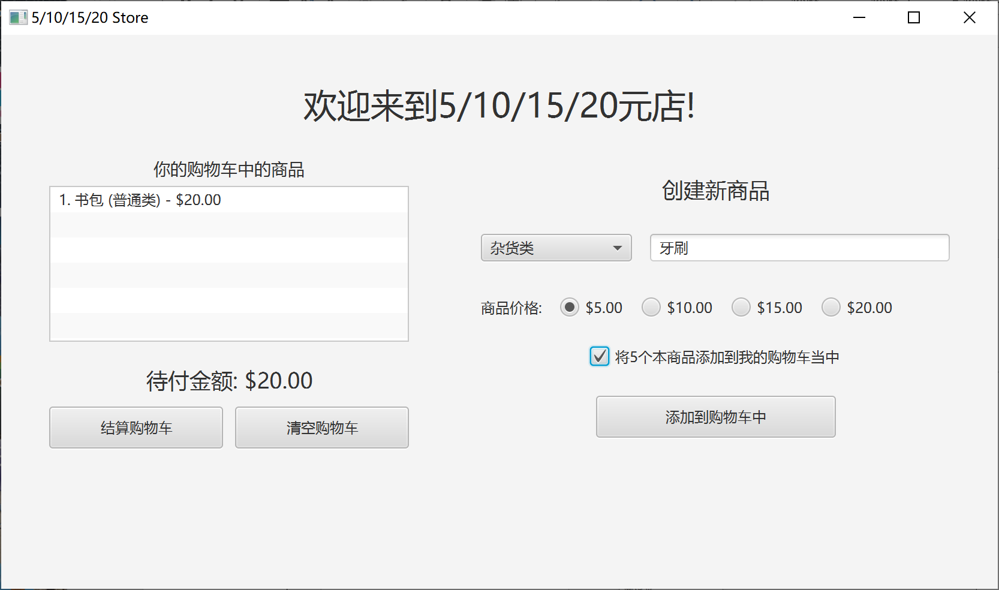 5/10/15/20 Store
欢迎来到5/10/15/20元店!
你的购物车中的商品
1. 书包 (普通类) - $20.00
待付金额: $20.00
结算购物车
清空购物车
创建新商品
杂货类
牙刷
商品价格: $5.00 $10.00 $15.00 $20.00
将5个本商品添加到我的购物车当中
添加到购物车中